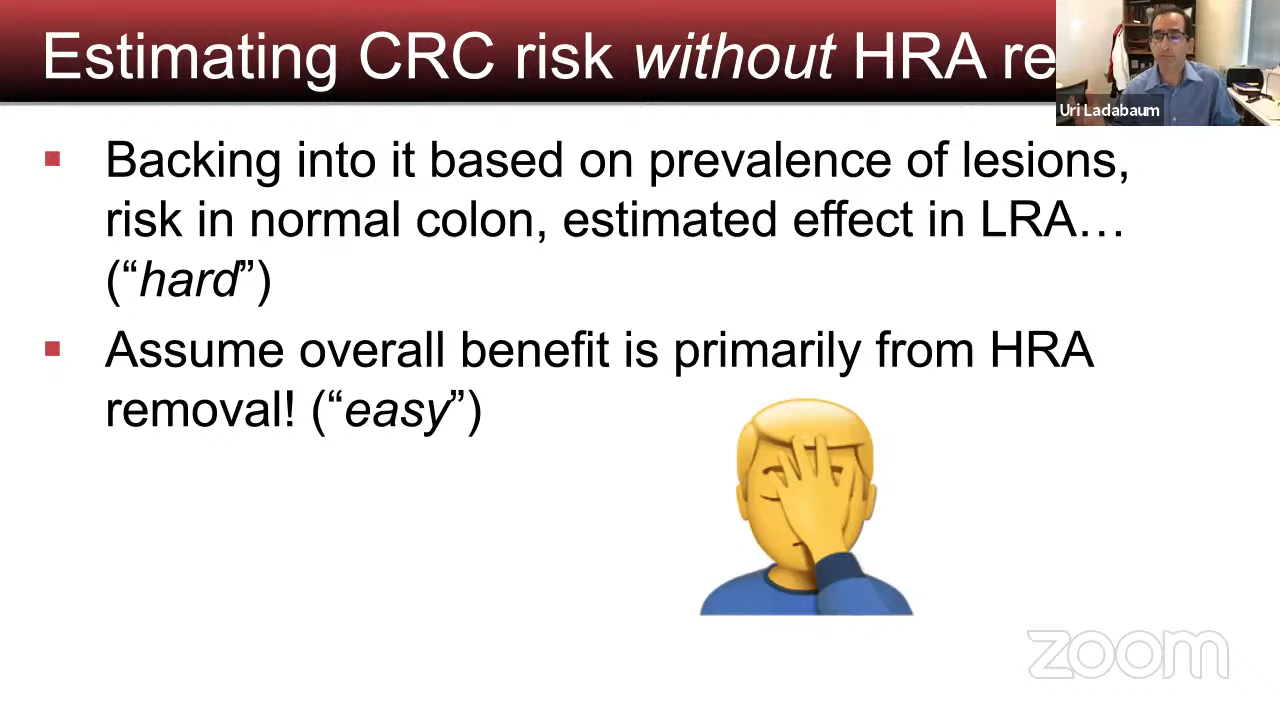 Estimating CRC risk without HRA re
Uri Ladabaum
▪ Backing into it based on prevalence of lesions,
risk in normal colon, estimated effect in LRA…
(“hard”)
▪ Assume overall benefit is primarily from HRA
removal! (“easy”)
zoom